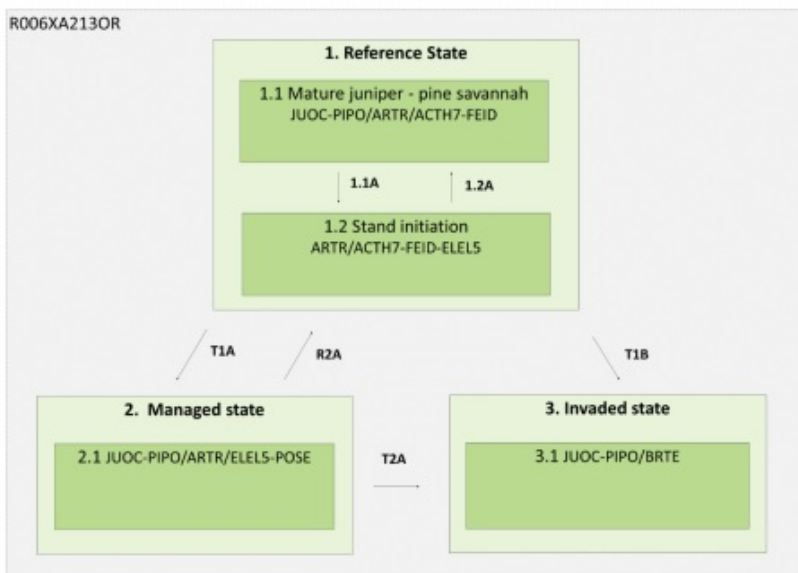 R006XA213OR
1. Reference State
1.1 Mature juniper - pine savannah
JUOC-PIPO/ARTR/ACTH7-FEID
1.1A
1.2A
1.2 Stand initiation
ARTR/ACTH7-FEID-ELEL5
T1A
R2A
T1B
2. Managed state
2.1 JUOC-PIPO/ARTR/ELEL5-POSE
T2A
3. Invaded state
3.1 JUOC-PIPO/BRTE